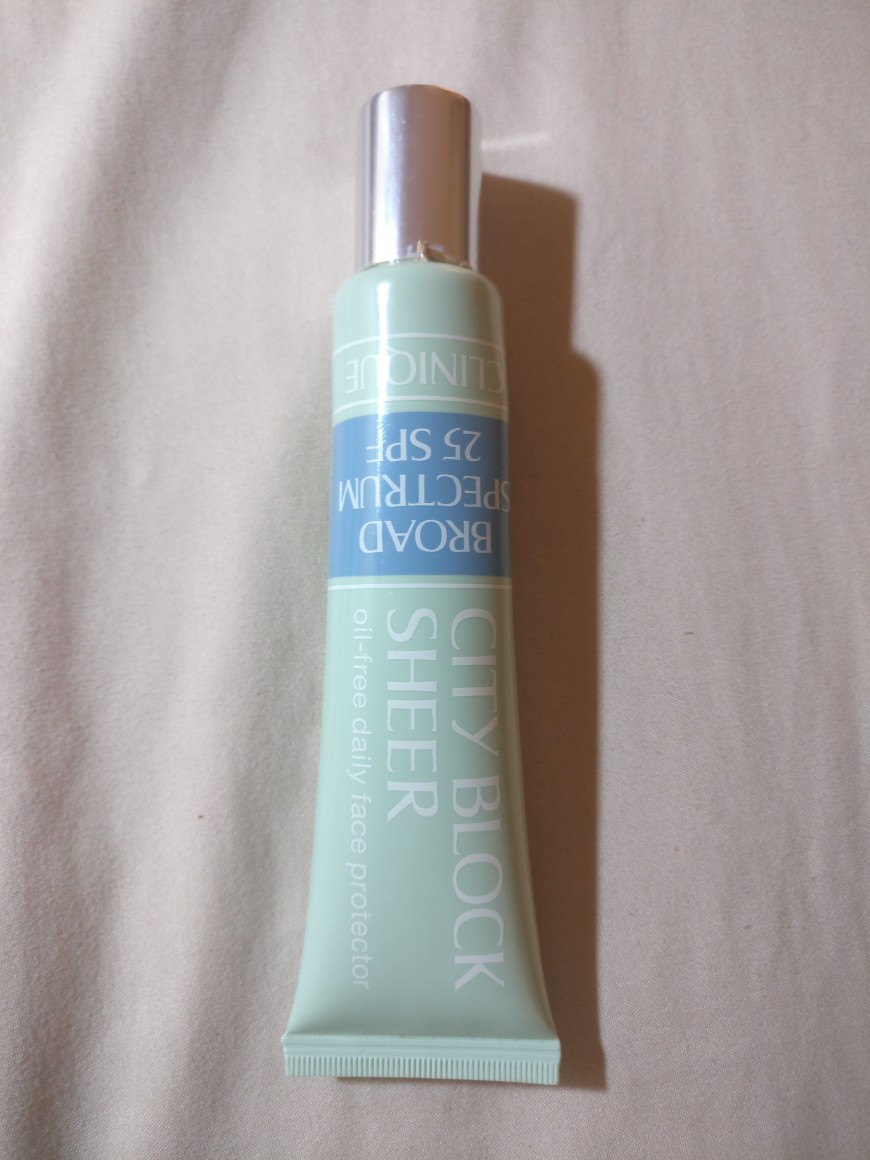 CLINIQUE
25 SPF
SPECTRUM
BROAD
CITY BLOCK
SHEER
oil-free daily face protector